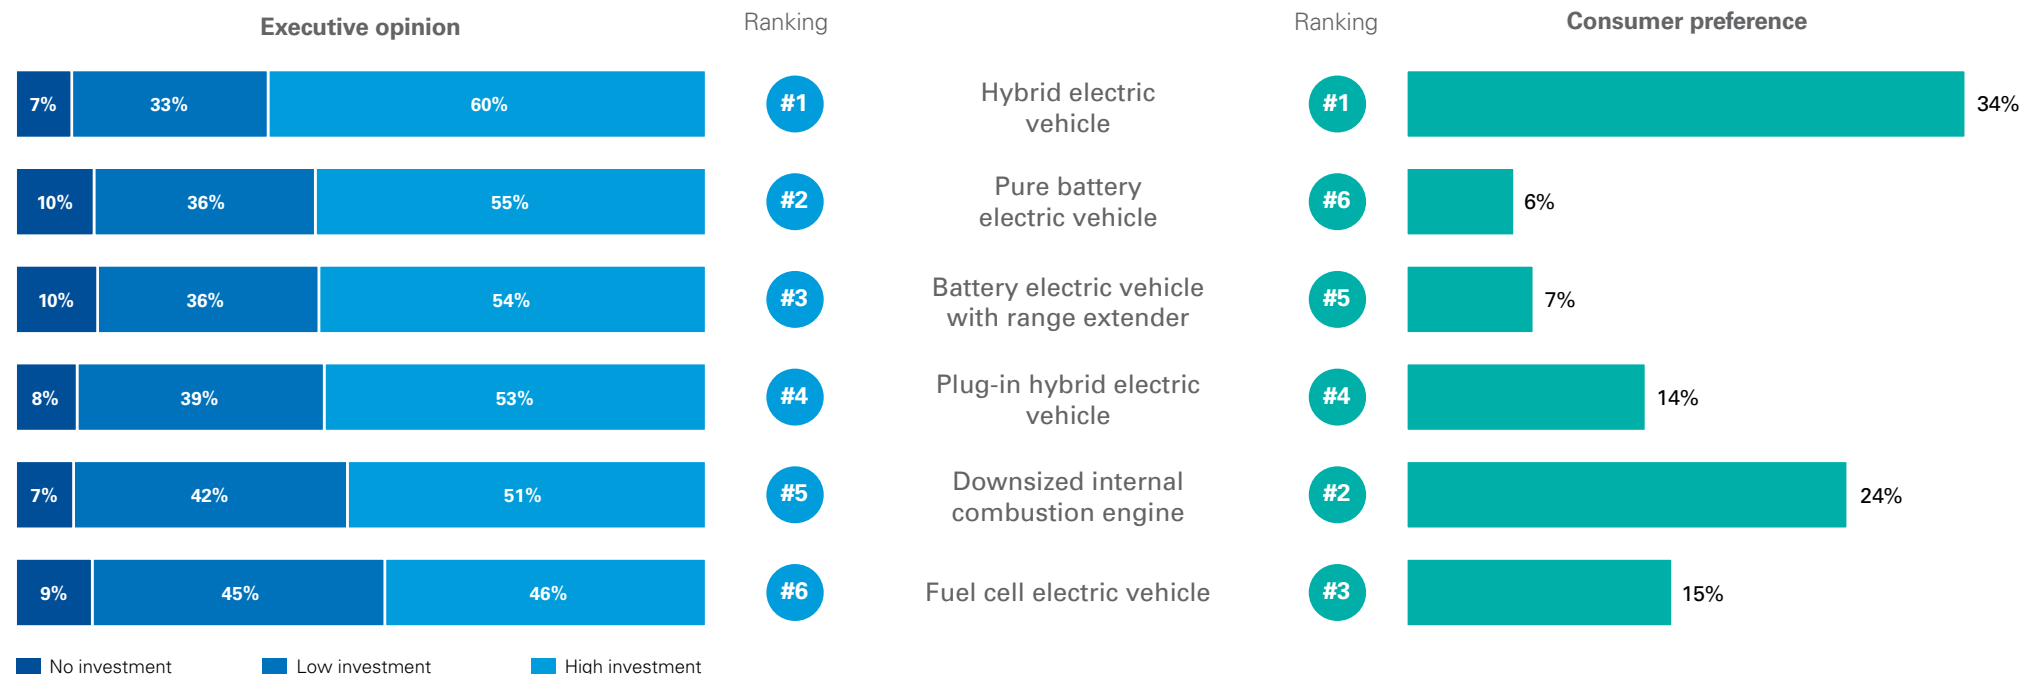 Executive opinion
Ranking
Ranking
Consumer preference
7%
33%
60%
#1
Hybrid electric
vehicle
#1
34%
10%
36%
55%
#2
Pure battery
electric vehicle
#6
6%
10%
36%
54%
#3
Battery electric vehicle
with range extender
#5
7%
8%
39%
53%
#4
Plug-in hybrid electric
vehicle
#4
14%
7%
42%
51%
#5
Downsized internal
combustion engine
#2
24%
9%
45%
46%
#6
Fuel cell electric vehicle
#3
15%
No investment
Low investment
High investment